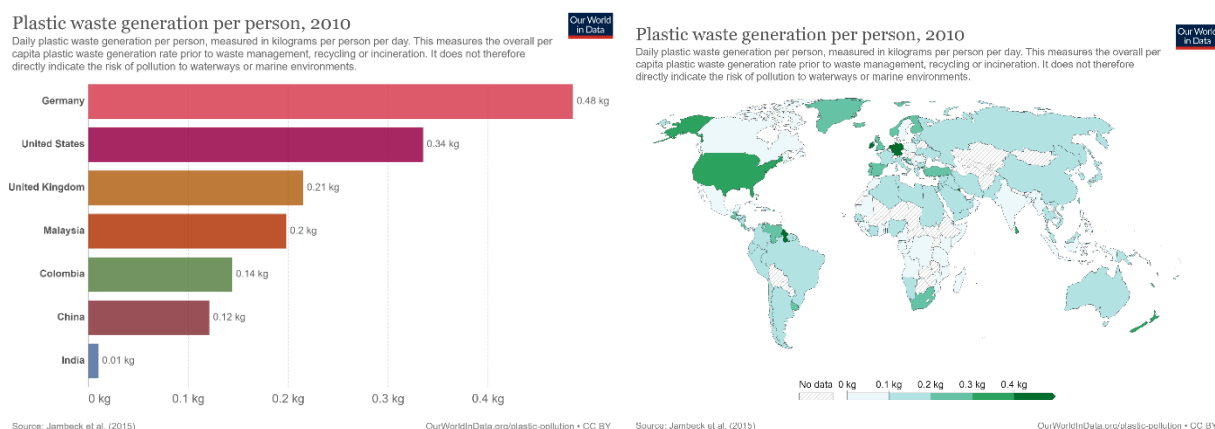 Plastic waste generation per person, 2010
Our World
in Data
Daily plastic waste generation per person, measured in kilograms per person per day. This measures the overall per
capita plastic waste generation rate prior to waste management, recycling or incineration. It does not therefore
directly indicate the risk of pollution to waterways or marine environments.
Germany
0.48 kg
United States
0.34 kg
United Kingdom
0.21 kg
Malaysia
0.2 kg
Colombia
0.14 kg
China
0.12 kg
India
0.01 kg
0 kg
0.1 kg
0.2 kg
0.3 kg
0.4 kg
Source: Jambeck et al. (2015)
OurWorldInData.org/plastic-pollution • CC BY
Plastic waste generation per person, 2010
Our World
in Data
Daily plastic waste generation per person, measured in kilograms per person per day. This measures the overall per
capita plastic waste generation rate prior to waste management, recycling or incineration. It does not therefore
directly indicate the risk of pollution to waterways or marine environments.
No data
0 kg
0.1 kg
0.2 kg
0.3 kg
0.4 kg
Source: Jambeck et al. (2015)
OurWorldInData.org/plastic-pollution • CC BY